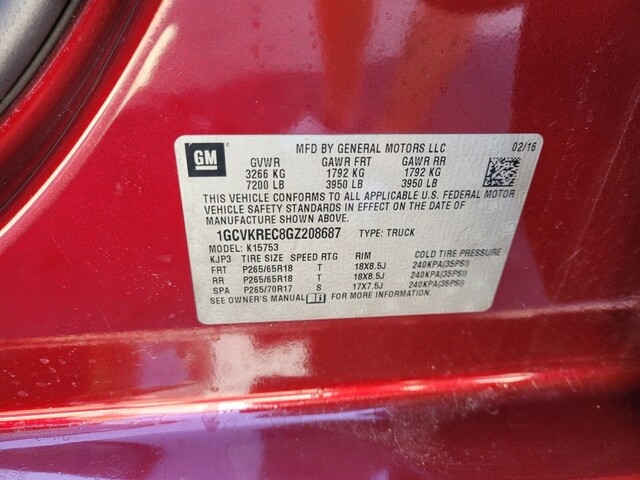 GM MFD BY GENERAL MOTORS LLC 02/16
GVWR GAWR FRT GAWR RR
3266 KG 1792 KG 1792 KG
7200 LB 3950 LB 3950 LB
THIS VEHICLE CONFORMS TO ALL APPLICABLE U.S. FEDERAL MOTOR
VEHICLE SAFETY STANDARDS IN EFFECT ON THE DATE OF
MANUFACTURE SHOWN ABOVE.
1GCVKREC8GZ208687 TYPE: TRUCK
MODEL: K15753
KJP3 TIRE SIZE SPEED RTG RIM COLD TIRE PRESSURE
FRT P265/65R18 T 18X8.5J 240KPA(35PSI)
RR P265/65R18 T 18X8.5J 240KPA(35PSI)
SPA P265/70R17 S 17X7.5J 240KPA(35PSI)
SEE OWNER'S MANUAL FOR MORE INFORMATION.